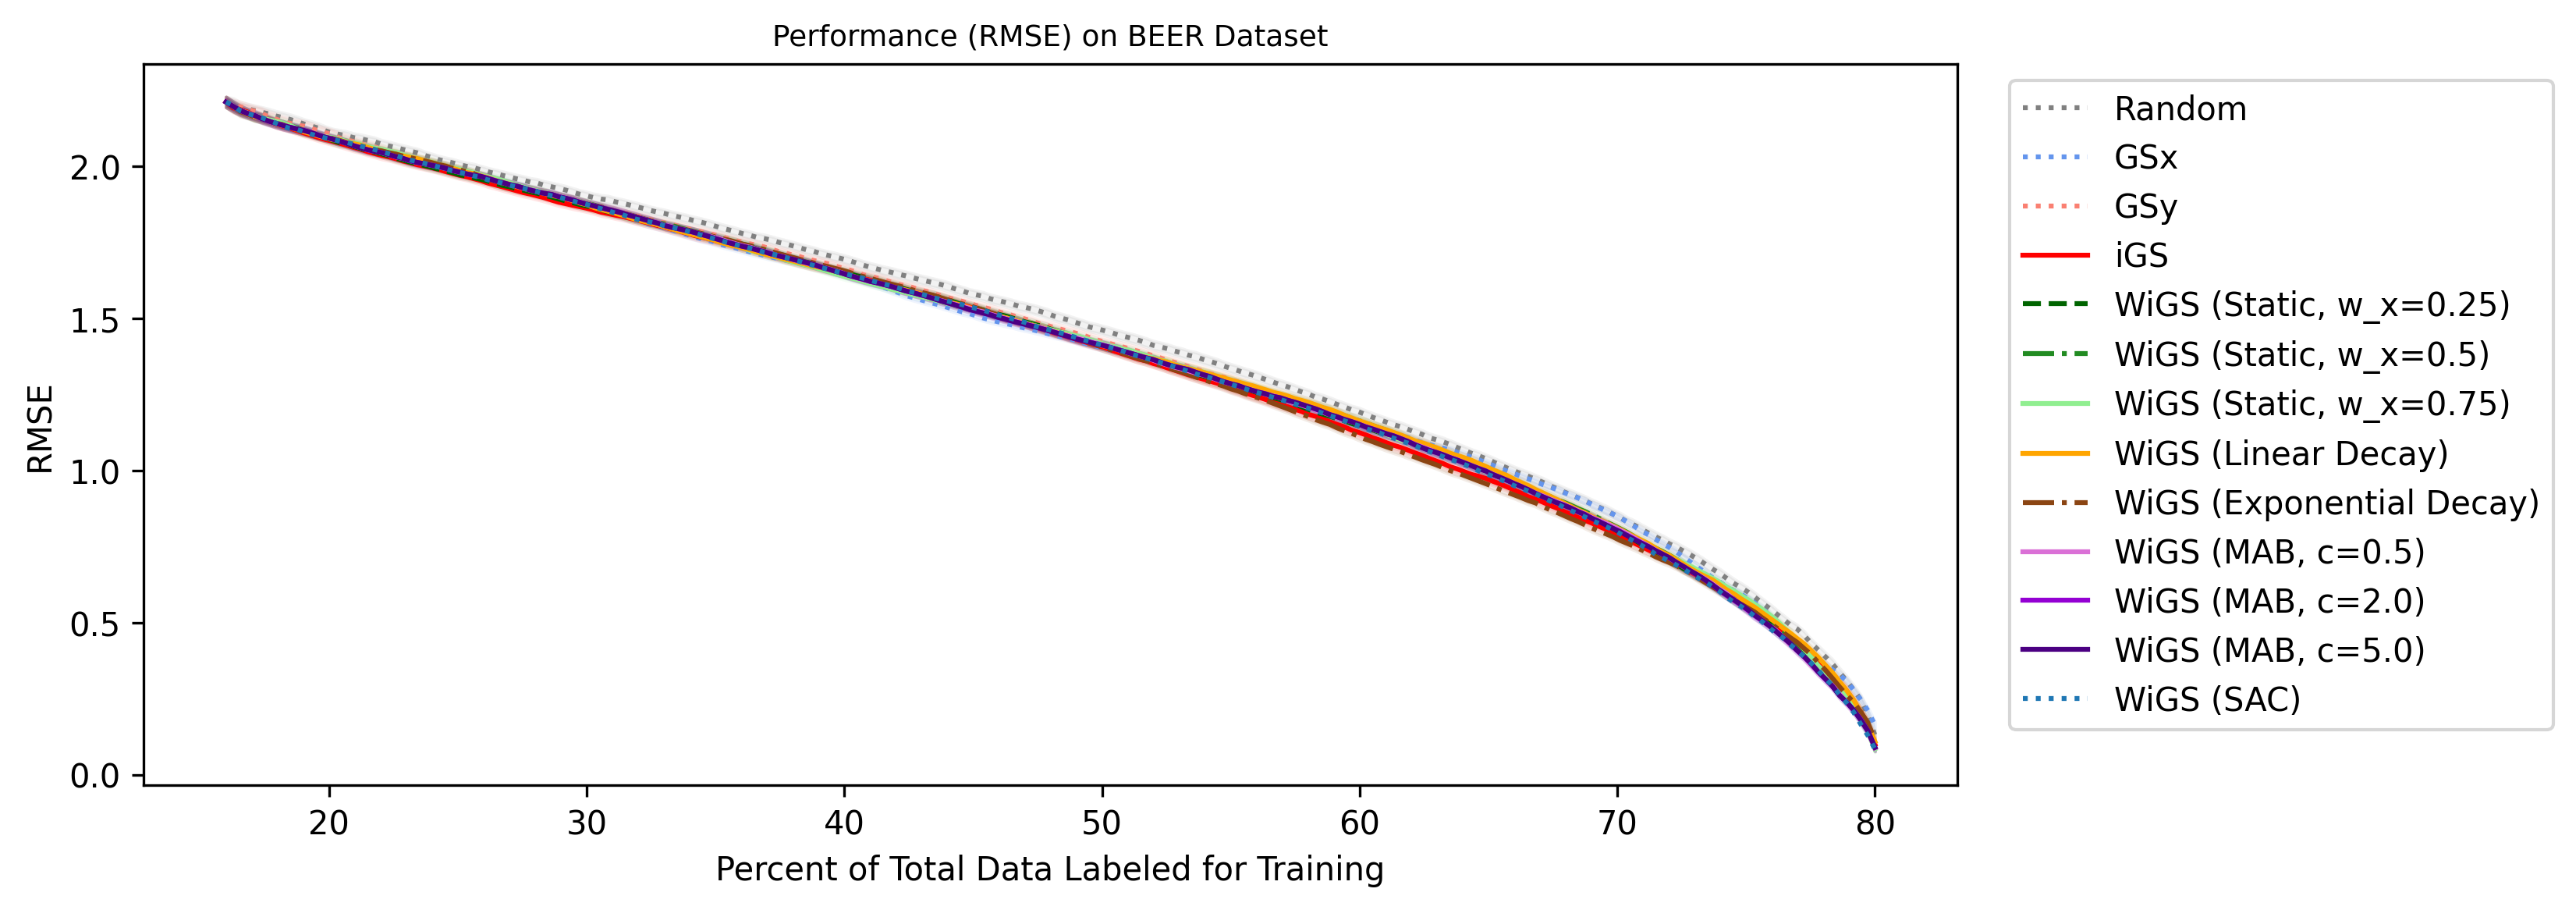 Performance (RMSE) on BEER Dataset
RMSE
2.0
1.5
1.0
0.5
0.0
20 30 40 50 60 70 80
Percent of Total Data Labeled for Training
Random
GSx
GSy
iGS
WiGS (Static, w_x=0.25)
WiGS (Static, w_x=0.5)
WiGS (Static, w_x=0.75)
WiGS (Linear Decay)
WiGS (Exponential Decay)
WiGS (MAB, c=0.5)
WiGS (MAB, c=2.0)
WiGS (MAB, c=5.0)
WiGS (SAC)